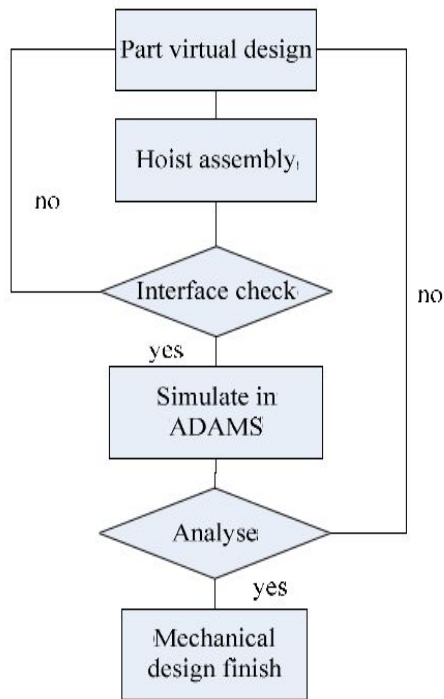 Part virtual design
Hoist assembly
no
Interface check
no
yes
Simulate in
ADAMS
Analyse
yes
Mechanical
design finish